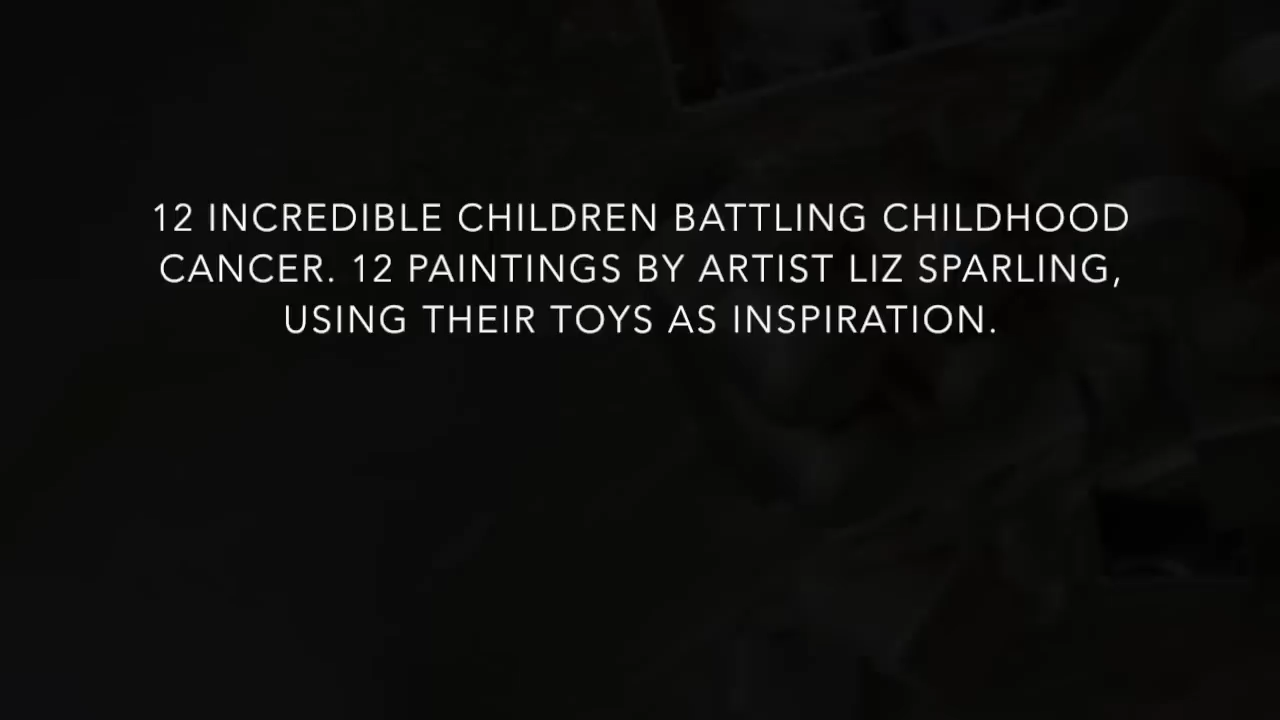 12 INCREDIBLE CHILDREN BATTLING CHILDHOOD
CANCER. 12 PAINTINGS BY ARTIST LIZ SPARLING,
USING THEIR TOYS AS INSPIRATION.